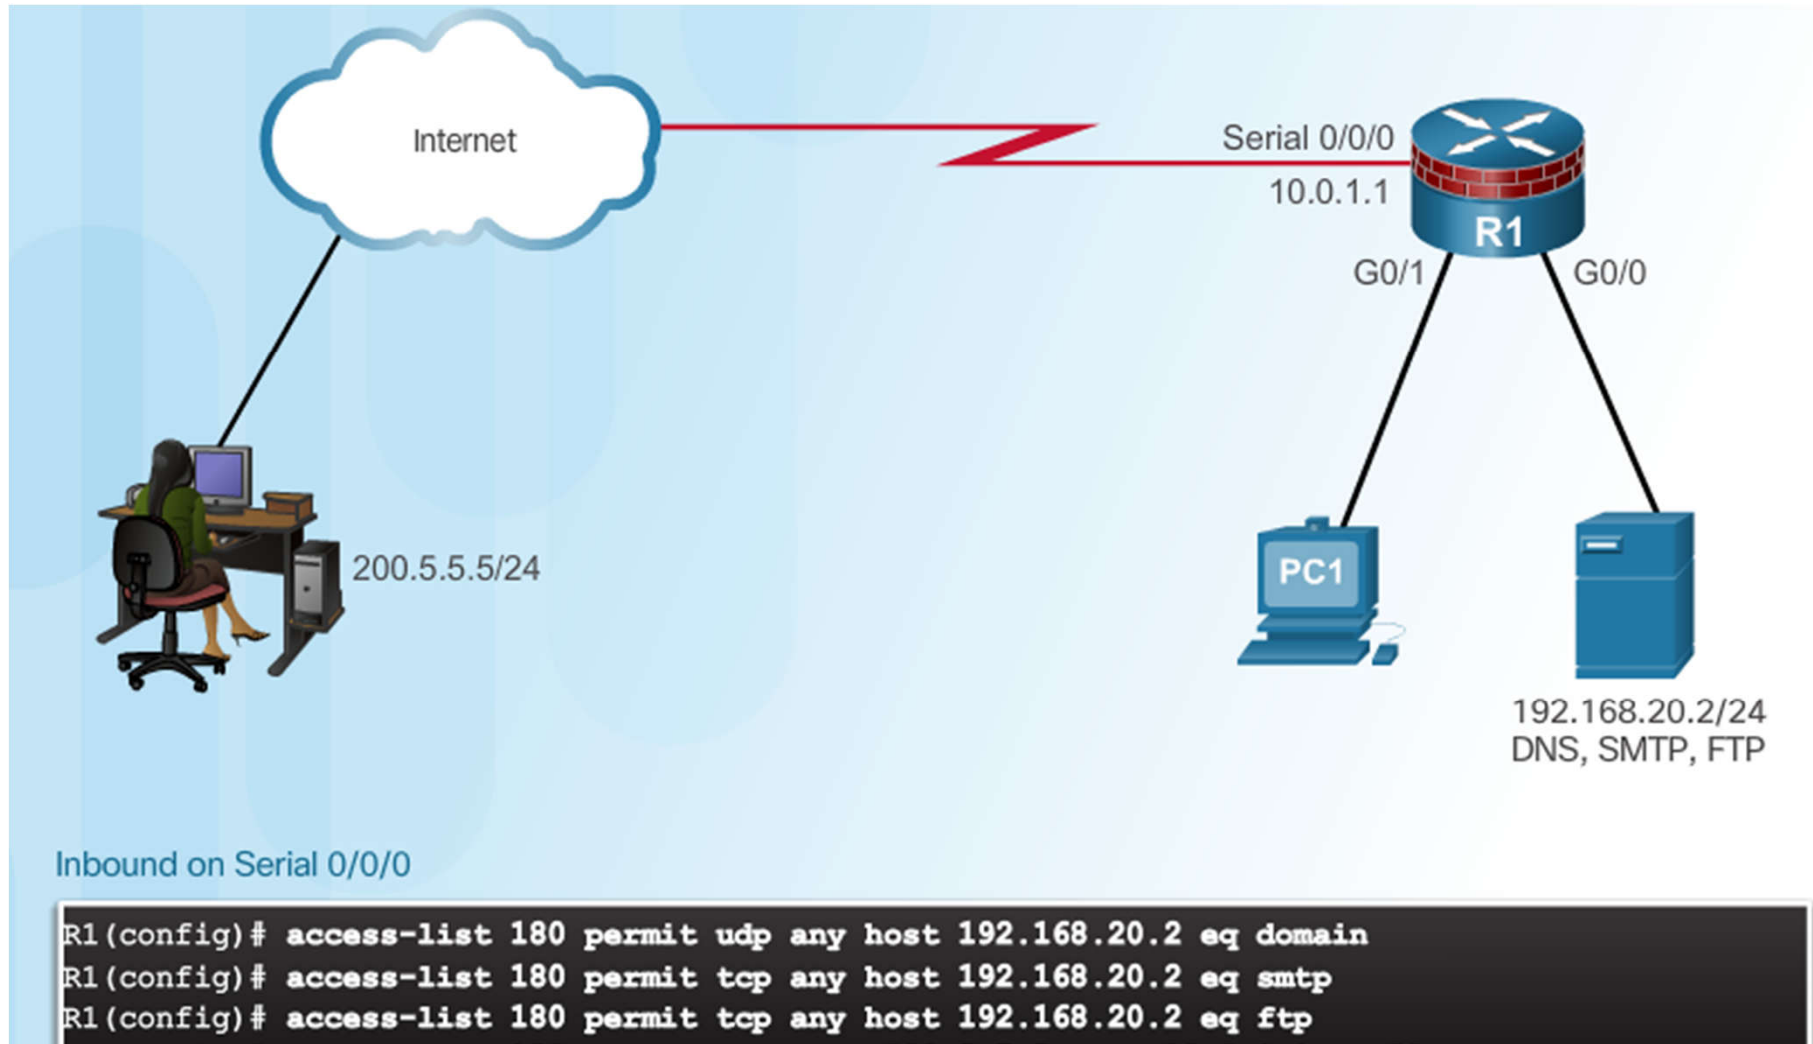 Internet
Serial 0/0/0
10.0.1.1
R1
G0/1
G0/0
200.5.5.5/24
PC1
192.168.20.2/24
DNS, SMTP, FTP
Inbound on Serial 0/0/0
R1(config)# access-list 180 permit udp any host 192.168.20.2 eq domain
R1(config)# access-list 180 permit tcp any host 192.168.20.2 eq smtp
R1(config)# access-list 180 permit tcp any host 192.168.20.2 eq ftp